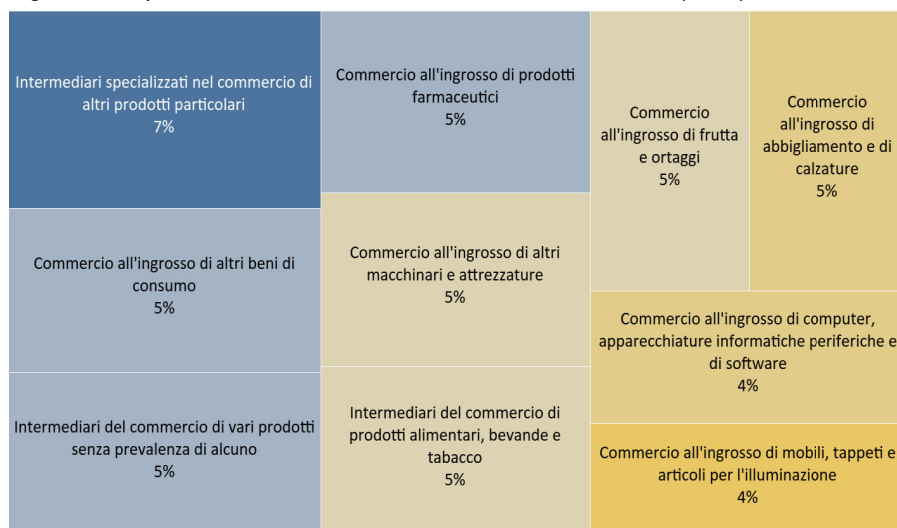 Intermediari specializzati nel commercio di
altri prodotti particolari
7%
Commercio all'ingrosso di altri beni di
consumo
5%
Intermediari del commercio di vari prodotti
senza prevalenza di alcuno
5%
Commercio all'ingrosso di prodotti
farmaceutici
5%
Commercio all'ingrosso di altri
macchinari e attrezzature
5%
Intermediari del commercio di
prodotti alimentari, bevande e
tabacco
5%
Commercio
all'ingrosso di frutta
e ortaggi
5%
Commercio
all'ingrosso di
abbigliamento e di
calzature
5%
Commercio all'ingrosso di computer,
apparecchiature informatiche periferiche e
di software
4%
Commercio all'ingrosso di mobili, tappeti e
articoli per l'illuminazione
4%